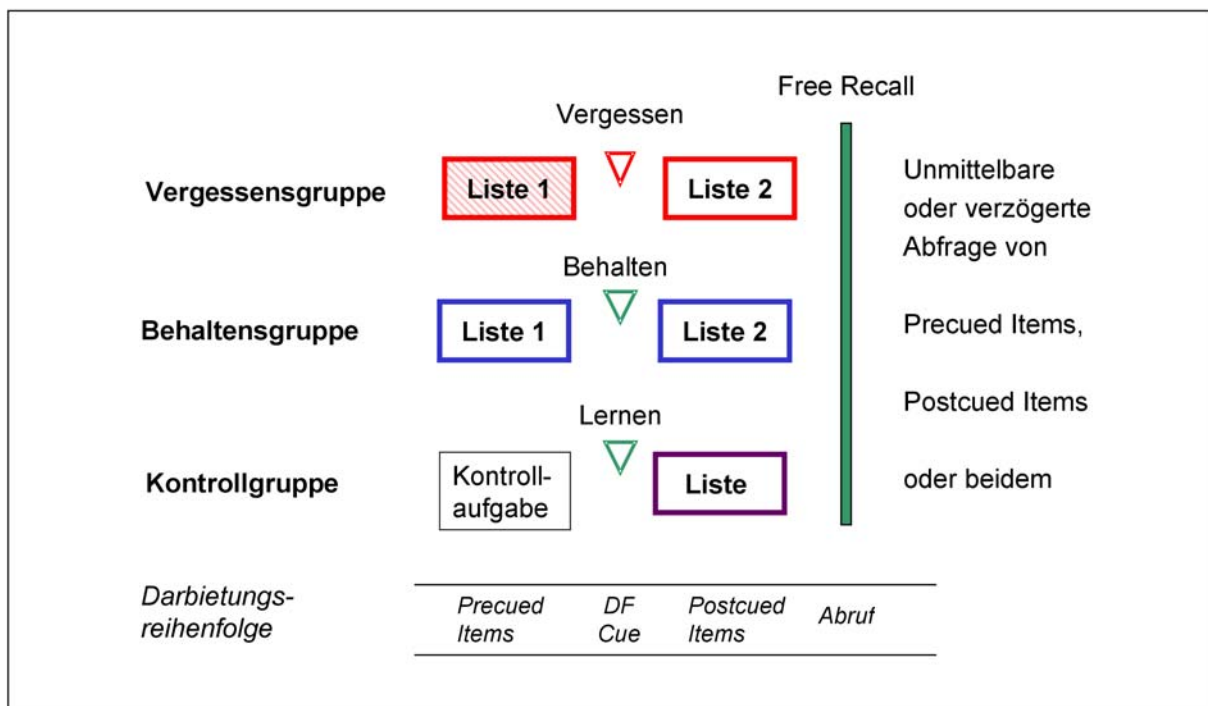 Free Recall
Vergessen
Vergessensgruppe
Liste 1
Liste 2
Unmittelbare
oder verzögerte
Abfrage von
Behalten
Behaltensgruppe
Liste 1
Liste 2
Precued Items,
Postcued Items
Lernen
Kontrollgruppe
Kontroll-
aufgabe
Liste
oder beidem
Darbietungs-
reihenfolge
Precued
Items
DF
Cue
Postcued
Items
Abruf